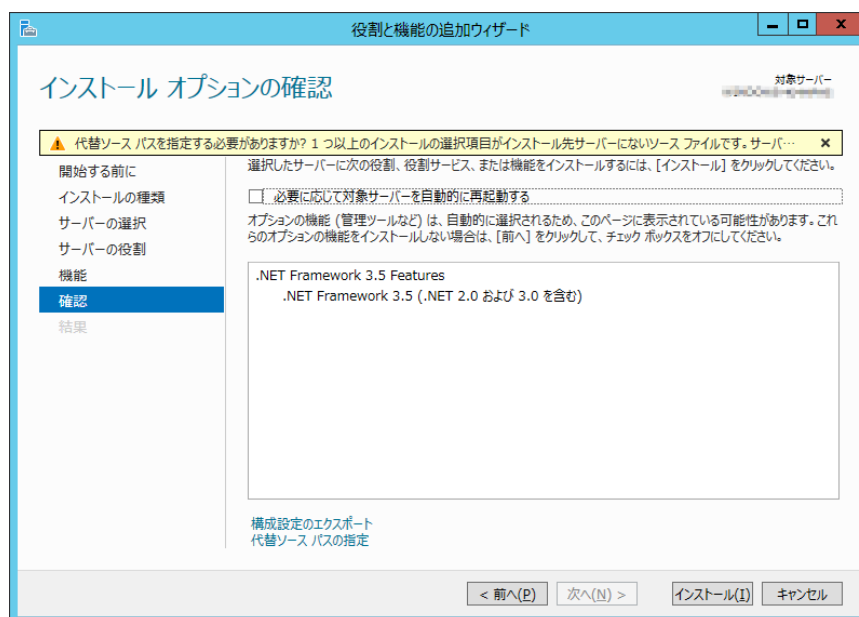 役割と機能の追加ウィザード
インストール オプションの確認
対象サーバー
代替ソース パスを指定する必要がありますか? 1 つ以上のインストールの選択項目がインストール先サーバーにないソース ファイルです。サーバ…
開始する前に
インストールの種類
サーバーの選択
サーバーの役割
機能
確認
結果
選択したサーバーに次の役割、役割サービス、または機能をインストールするには、[インストール] をクリックしてください。
必要に応じて対象サーバーを自動的に再起動する
オプションの機能 (管理ツールなど) は、自動的に選択されるため、このページに表示されている可能性があります。これ
らのオプションの機能をインストールしない場合は、[前へ] をクリックして、チェック ボックスをオフにしてください。
.NET Framework 3.5 Features
.NET Framework 3.5 (.NET 2.0 および 3.0 を含む)
構成設定のエクスポート
代替ソース パスの指定
< 前へ(P) 次へ(N) > インストール(I) キャンセル